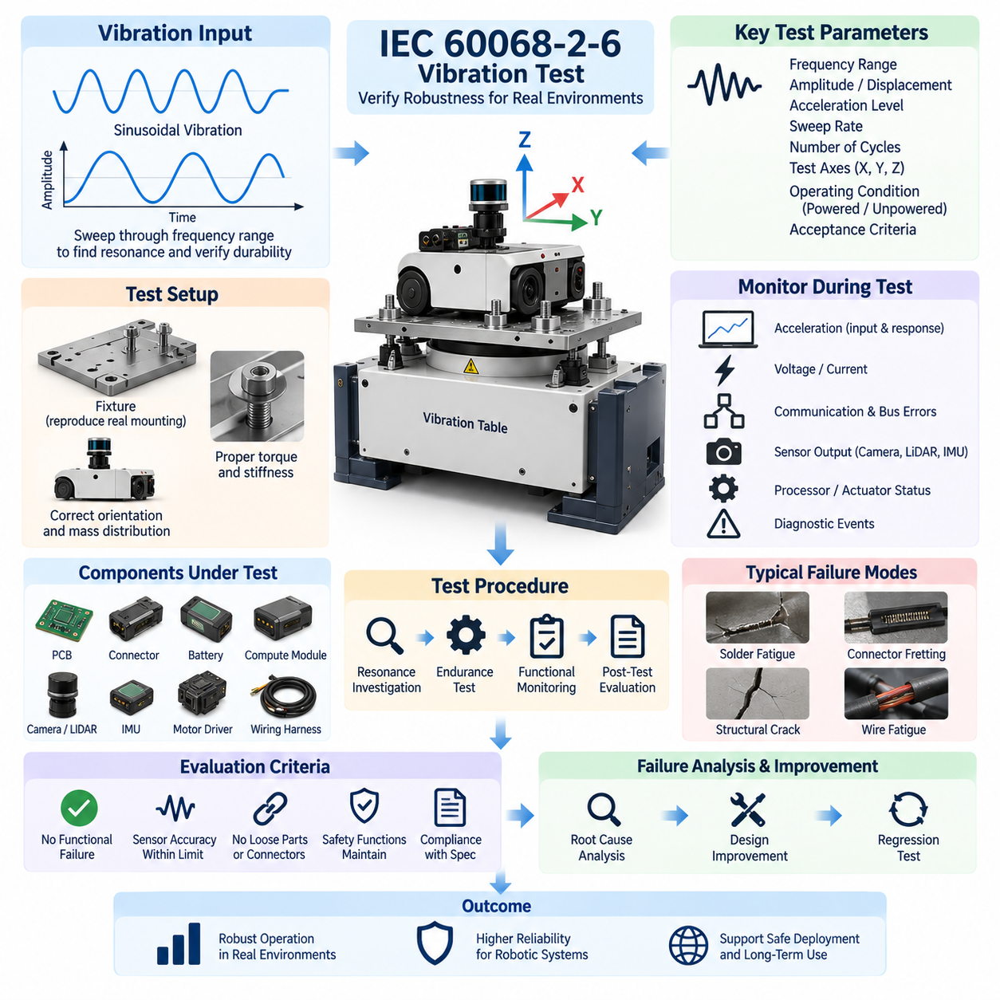 Vibration Input
Sinusoidal Vibration
Amplitude
Time
Sweep through frequency range
to find resonance and verify durability
IEC 60068-2-6
Vibration Test
Verify Robustness for Real Environments
Z
X
Y
Vibration Table
Key Test Parameters
Frequency Range
Amplitude / Displacement
Acceleration Level
Sweep Rate
Number of Cycles
Test Axes (X, Y, Z)
Operating Condition
(Powered / Unpowered)
Acceptance Criteria
Test Setup
Fixture
(reproduce real mounting)
Proper torque
and stiffness
Correct orientation
and mass distribution
Monitor During Test
Acceleration (input & response)
Voltage / Current
Communication & Bus Errors
Sensor Output (Camera, LiDAR, IMU)
Processor / Actuator Status
Diagnostic Events
Components Under Test
PCB
Connector
Battery
Compute Module
Camera / LIDAR
IMU
Motor Driver
Wiring Harness
Test Procedure
Resonance
Investigation
Endurance
Test
Functional
Monitoring
Post-Test
Evaluation
Typical Failure Modes
Solder Fatigue
Connector Fretting
Structural Crack
Wire Fatigue
Evaluation Criteria
No Functional
Failure
Sensor Accuracy
Within Limit
No Loose Parts
or Connectors
Safety Functions
Maintain
Compliance
with Spec
Failure Analysis & Improvement
Root Cause
Analysis
Design
Improvement
Regression
Test
Outcome
Robust Operation
in Real Environments
Higher Reliability
for Robotic Systems
Support Safe Deployment
and Long-Term Use